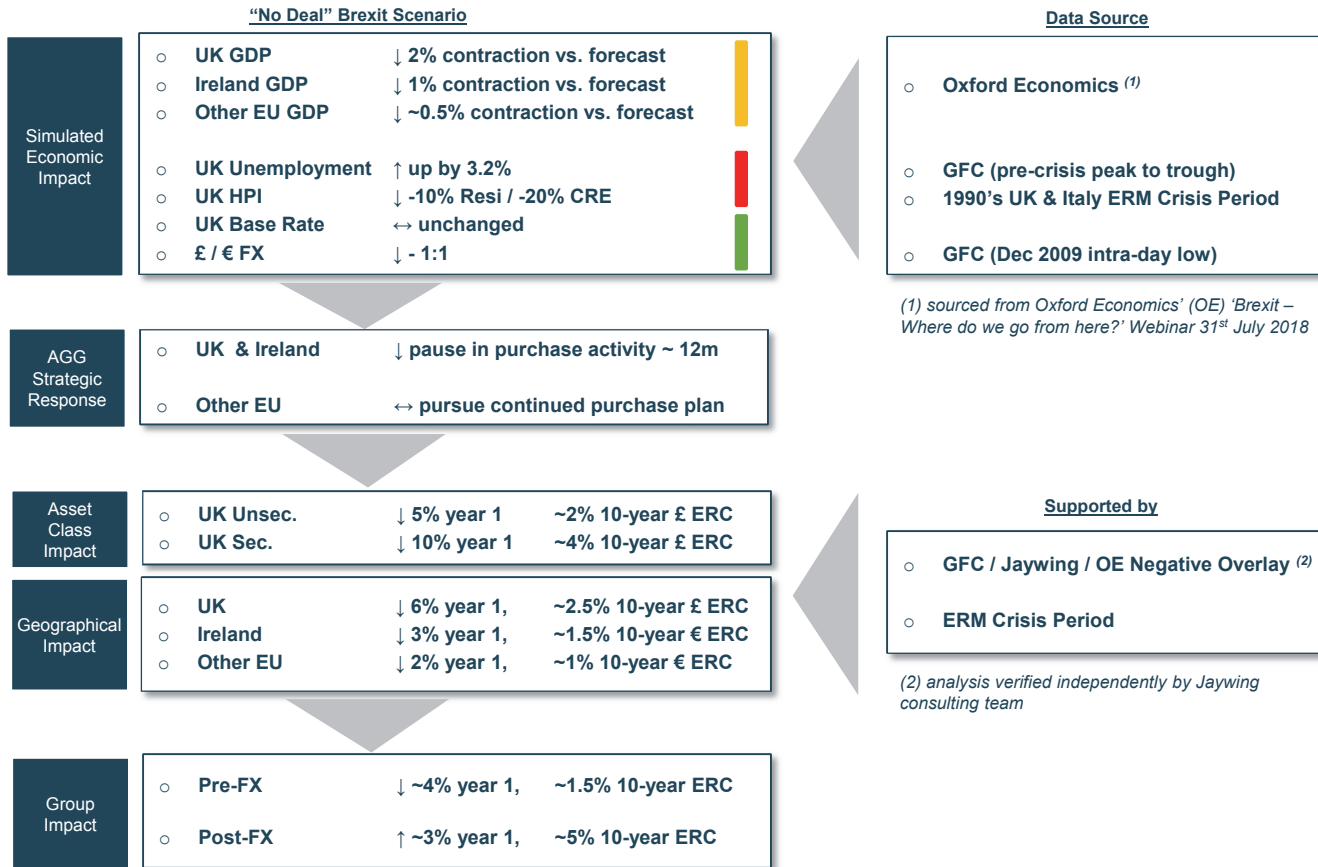 “No Deal” Brexit Scenario
Data Source
Simulated
Economic
Impact
○ UK GDP ↓ 2% contraction vs. forecast
○ Ireland GDP ↓ 1% contraction vs. forecast
○ Other EU GDP ↓ ~0.5% contraction vs. forecast
○ UK Unemployment ↑ up by 3.2%
○ UK HPI ↓ -10% Resi / -20% CRE
○ UK Base Rate ↔ unchanged
○ £ / € FX ↓ - 1:1
○ Oxford Economics (1)
○ GFC (pre-crisis peak to trough)
○ 1990’s UK & Italy ERM Crisis Period
○ GFC (Dec 2009 intra-day low)
(1) sourced from Oxford Economics’ (OE) ‘Brexit –
Where do we go from here?’ Webinar 31st July 2018
AGG
Strategic
Response
○ UK & Ireland ↓ pause in purchase activity ~ 12m
○ Other EU ↔ pursue continued purchase plan
Asset
Class
Impact
○ UK Unsec. ↓ 5% year 1 ~2% 10-year £ ERC
○ UK Sec. ↓ 10% year 1 ~4% 10-year £ ERC
Geographical
Impact
○ UK ↓ 6% year 1, ~2.5% 10-year £ ERC
○ Ireland ↓ 3% year 1, ~1.5% 10-year € ERC
○ Other EU ↓ 2% year 1, ~1% 10-year € ERC
Supported by
○ GFC / Jaywing / OE Negative Overlay (2)
○ ERM Crisis Period
(2) analysis verified independently by Jaywing
consulting team
Group
Impact
○ Pre-FX ↓ ~4% year 1, ~1.5% 10-year ERC
○ Post-FX ↑ ~3% year 1, ~5% 10-year ERC